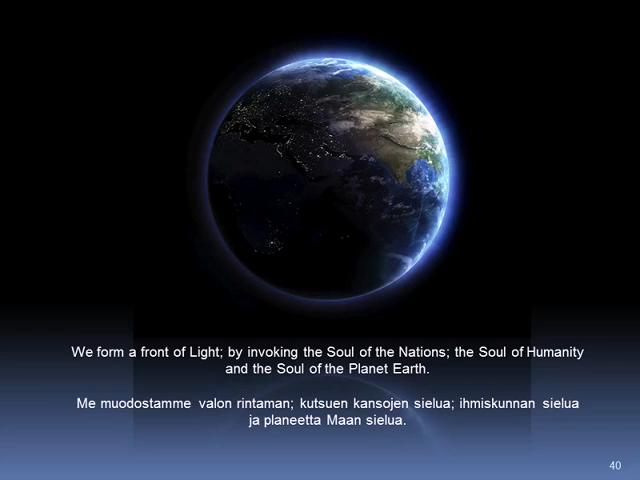 We form a front of Light; by invoking the Soul of the Nations; the Soul of Humanity
and the Soul of the Planet Earth.
Me muodostamme valon rintaman; kutsuen kansojen sielua; ihmiskunnan sielua
ja planeetta Maan sielua.
40